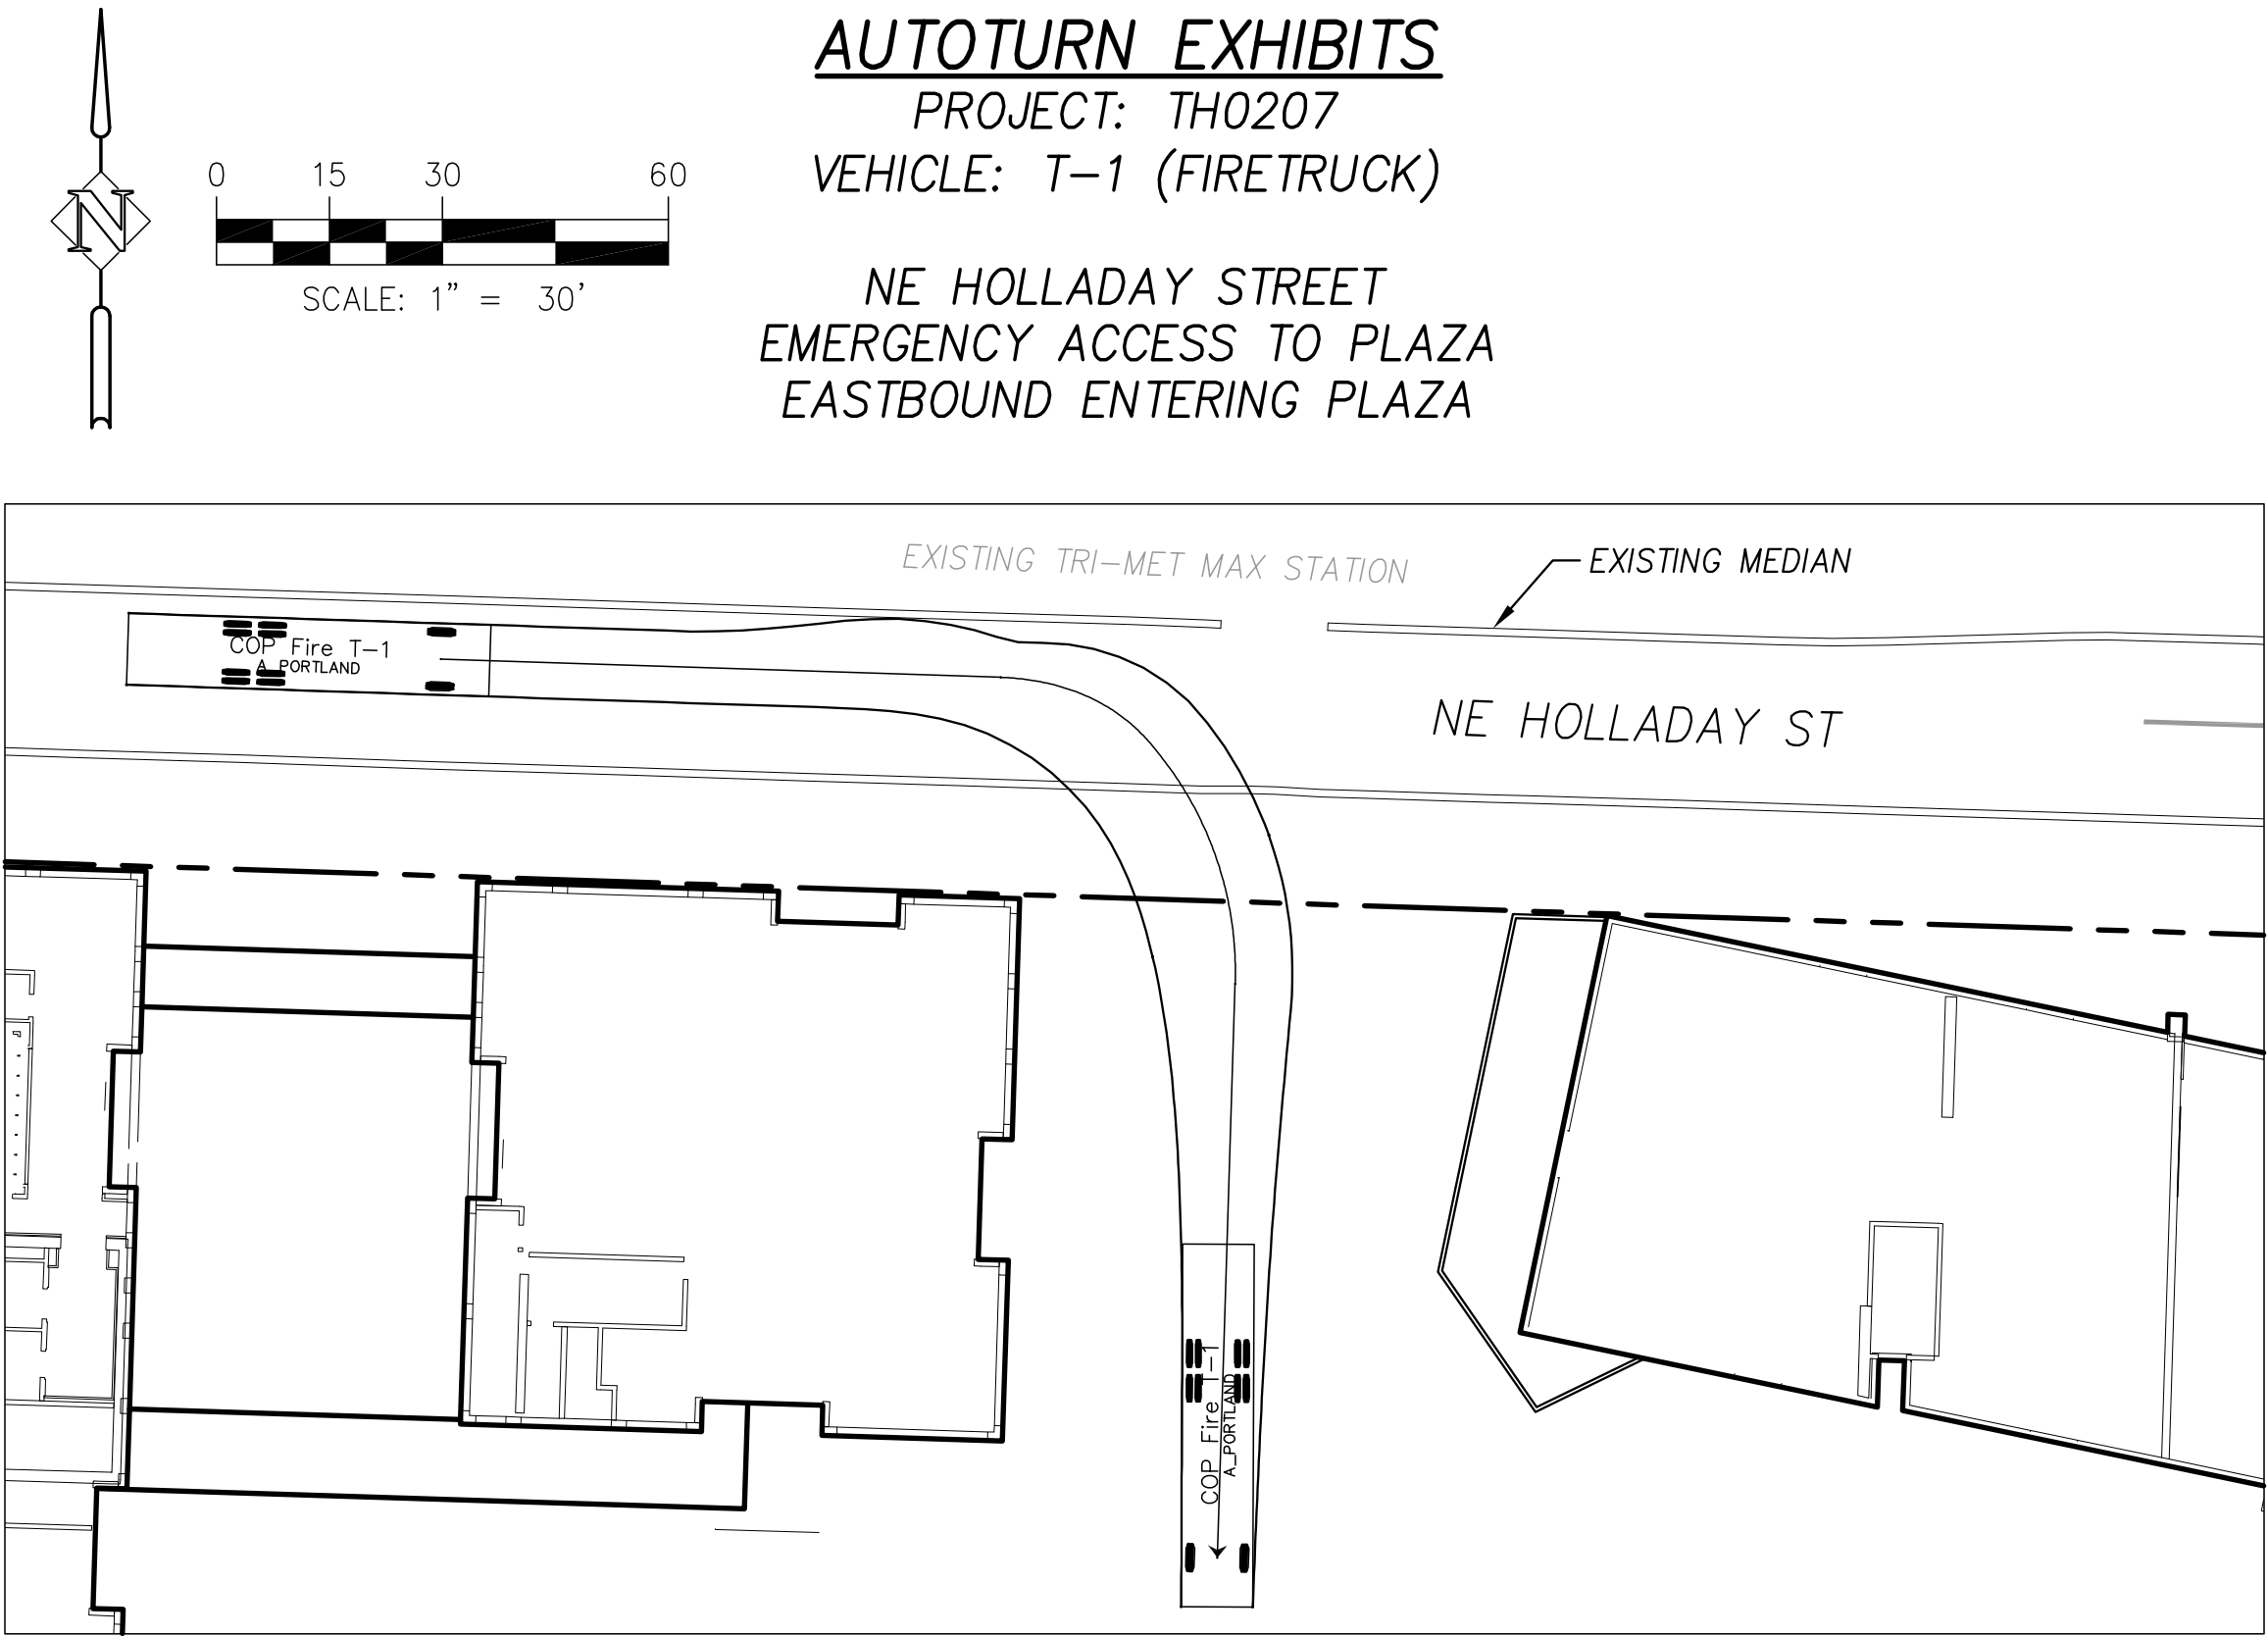 AUTOTURN EXHIBITS
PROJECT: TH0207
VEHICLE: T-1 (FIRETRUCK)
N
0 15 30 60
SCALE: 1" = 30'
NE HOLLADAY STREET
EMERGENCY ACCESS TO PLAZA
EASTBOUND ENTERING PLAZA
EXISTING TRI-MET MAX STATION
EXISTING MEDIAN
COP Fire T-1
A_PORTLAND
NE HOLLADAY ST
COP Fire T-1
A_PORTLAND